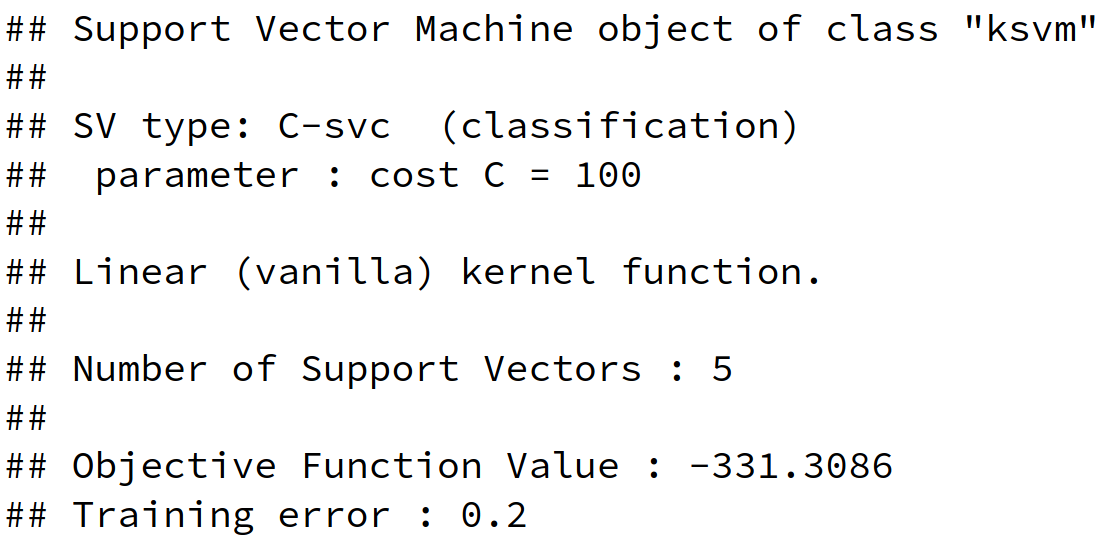 ## Support Vector Machine object of class "ksvm"
##
## SV type: C-svc  (classification)
##  parameter : cost C = 100
##
## Linear (vanilla) kernel function.
##
## Number of Support Vectors : 5
##
## Objective Function Value : -331.3086
## Training error : 0.2